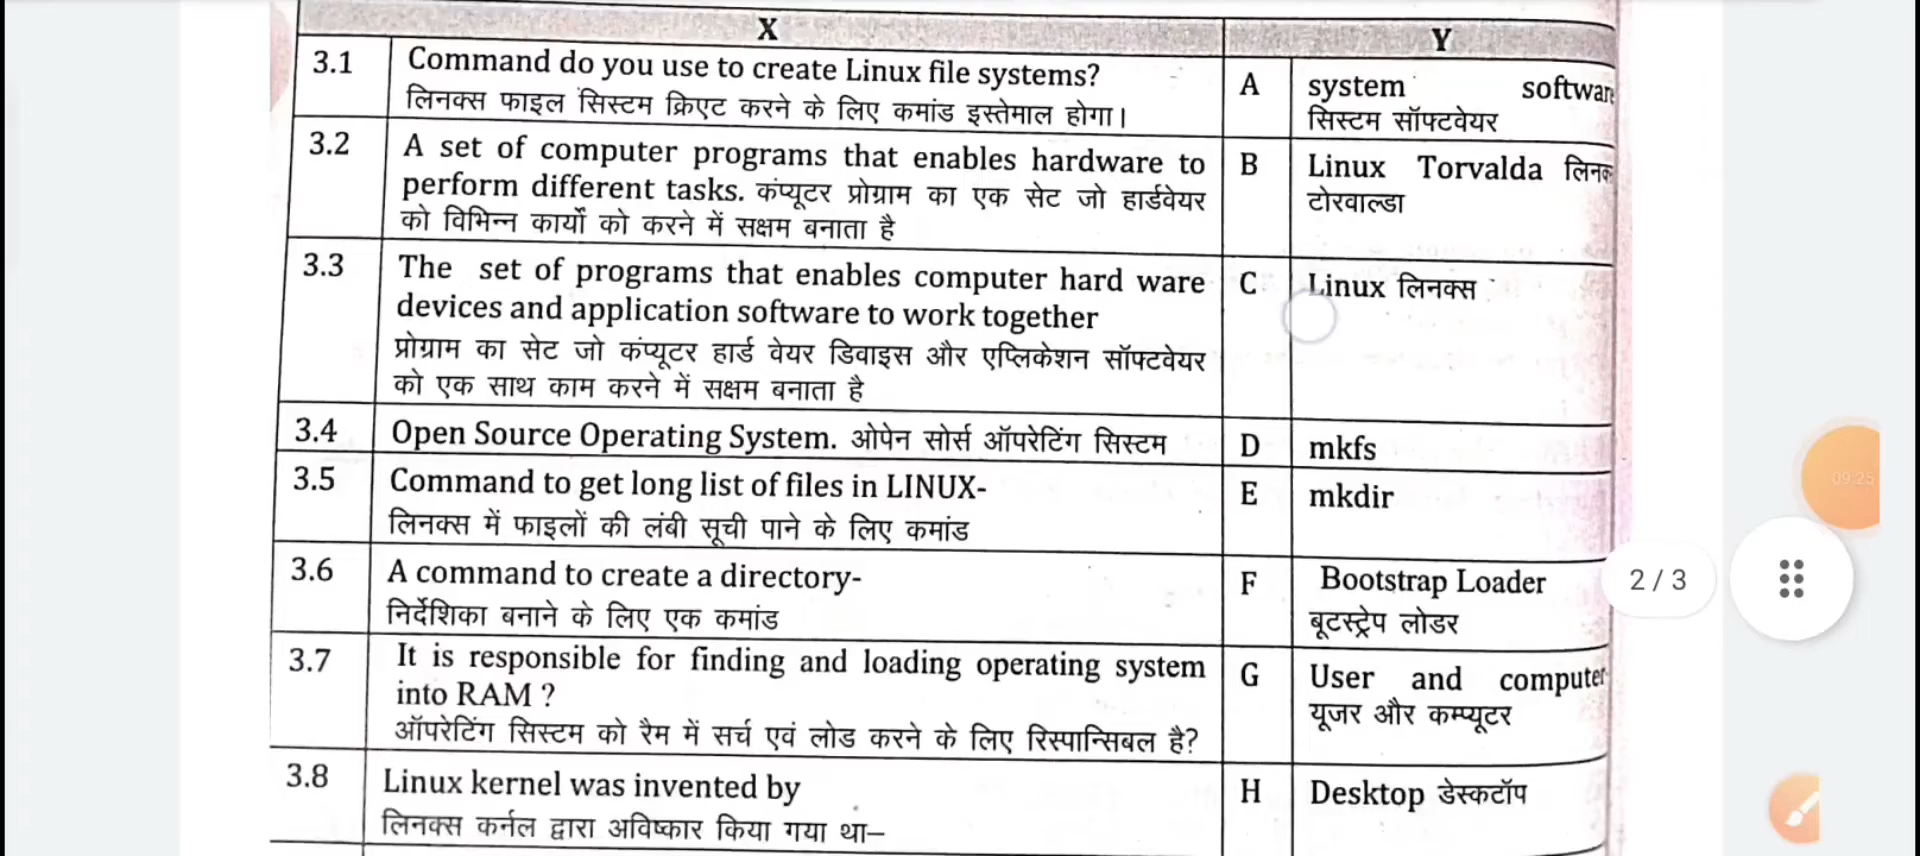 X
Y
3.1
Command do you use to create Linux file systems?
लिनक्स फाइल सिस्टम क्रिएट करने के लिए कमांड इस्तेमाल होगा।
A
system software
सिस्टम सॉफ्टवेयर
3.2
A set of computer programs that enables hardware to
perform different tasks. कंप्यूटर प्रोग्राम का एक सेट जो हार्डवेयर
को विभिन्न कार्यों को करने में सक्षम बनाता है
B
Linux Torvalda लिनक्स
टोरवाल्डा
3.3
The set of programs that enables computer hard ware
devices and application software to work together
प्रोग्राम का सेट जो कंप्यूटर हार्ड वेयर डिवाइस और एप्लिकेशन सॉफ्टवेयर
को एक साथ काम करने में सक्षम बनाता है
C
Linux लिनक्स
3.4
Open Source Operating System. ओपेन सोर्स ऑपरेटिंग सिस्टम
D
mkfs
3.5
Command to get long list of files in LINUX-
लिनक्स में फाइलों की लंबी सूची पाने के लिए कमांड
E
mkdir
3.6
A command to create a directory-
निर्देशिका बनाने के लिए एक कमांड
F
Bootstrap Loader
बूटस्ट्रेप लोडर
3.7
It is responsible for finding and loading operating system
into RAM ?
ऑपरेटिंग सिस्टम को रैम में सर्च एवं लोड करने के लिए रिस्पान्सिबल है?
G
User and computer
यूजर और कम्प्यूटर
3.8
Linux kernel was invented by
लिनक्स कर्नल द्वारा अविष्कार किया गया था–
H
Desktop डेस्कटॉप
09:25
2 / 3